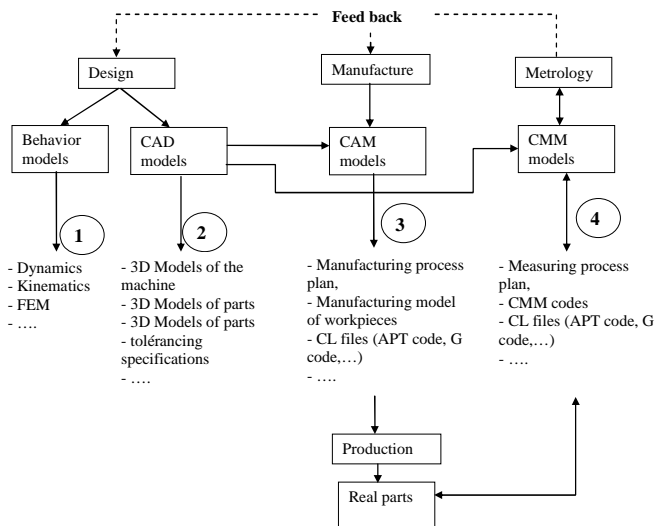 Feed back
Design
Manufacture
Metrology
Behavior
models
CAD
models
CAM
models
CMM models
1
2
3
4
- Dynamics
- Kinematics
- FEM
- ….
- 3D Models of the
machine
- 3D Models of parts
- 3D Models of parts
- tolérancing
specifications
- ….
- Manufacturing process
plan,
- Manufacturing model
of workpieces
- CL files (APT code, G
code,…)
- ….
- Measuring process
plan,
- CMM codes
- CL files (APT code, G
code,…)
- ….
Production
Real parts